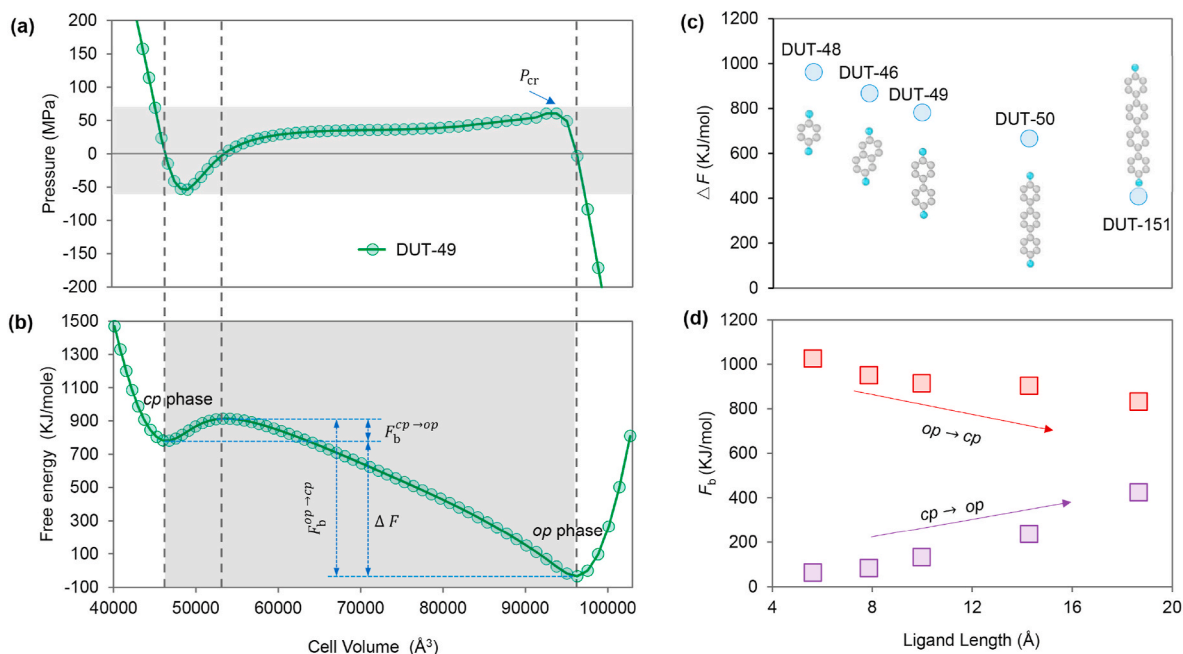 (a)
200
150
100
50
0
-50
-100
-150
-200
Pressure (MPa)
P_cr
DUT-49
(b)
1500
1300
1100
900
700
500
300
100
-100
Free energy (KJ/mole)
cp phase
F_b^{cp→op}
F_b^{op→cp}
Δ F
op phase
40000 50000 60000 70000 80000 90000 100000
Cell Volume (Å³)
(c)
1200
1000
800
600
400
200
0
△ F (KJ/mol)
DUT-48
DUT-46
DUT-49
DUT-50
DUT-151
(d)
1200
1000
800
600
400
200
0
F_b (KJ/mol)
op → cp
cp → op
4 8 12 16 20
Ligand Length (Å)